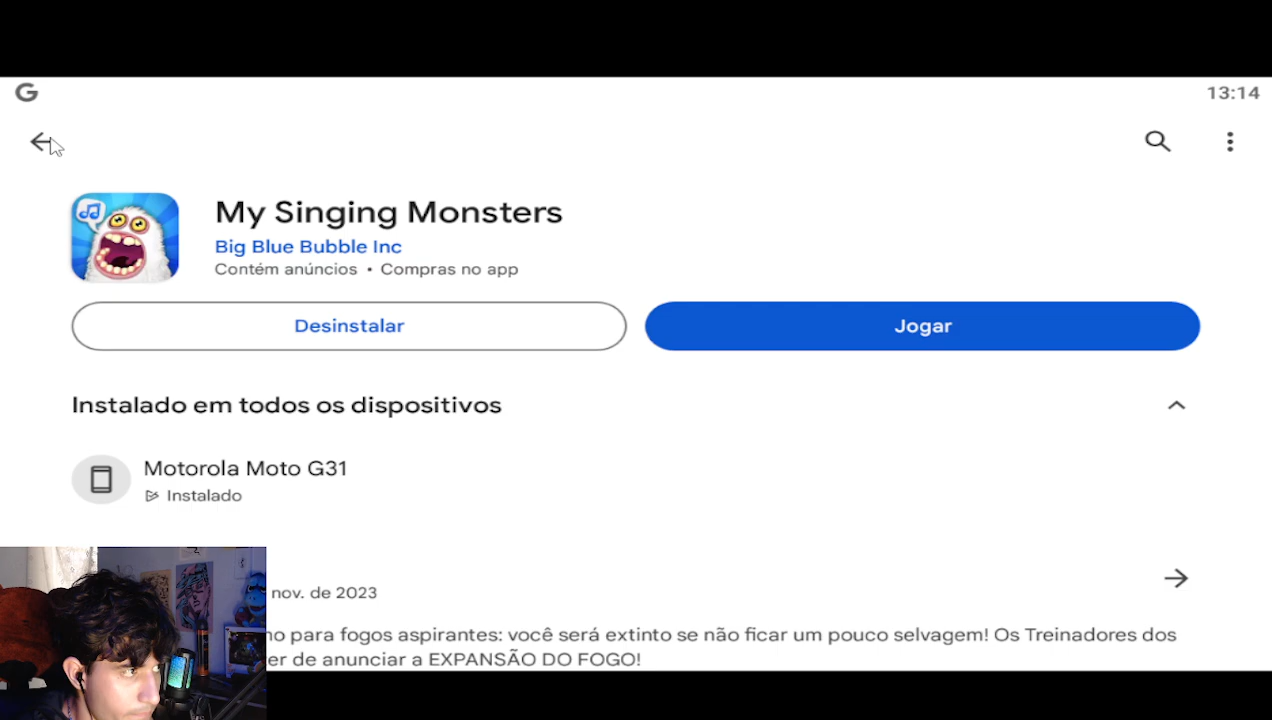 G
13:14
My Singing Monsters
Big Blue Bubble Inc
Contém anúncios • Compras no app
Desinstalar
Jogar
Instalado em todos os dispositivos
Motorola Moto G31
Instalado
nov. de 2023
para fogos aspirantes: você será extinto se não ficar um pouco selvagem! Os Treinadores dos
de anunciar a EXPANSÃO DO FOGO!